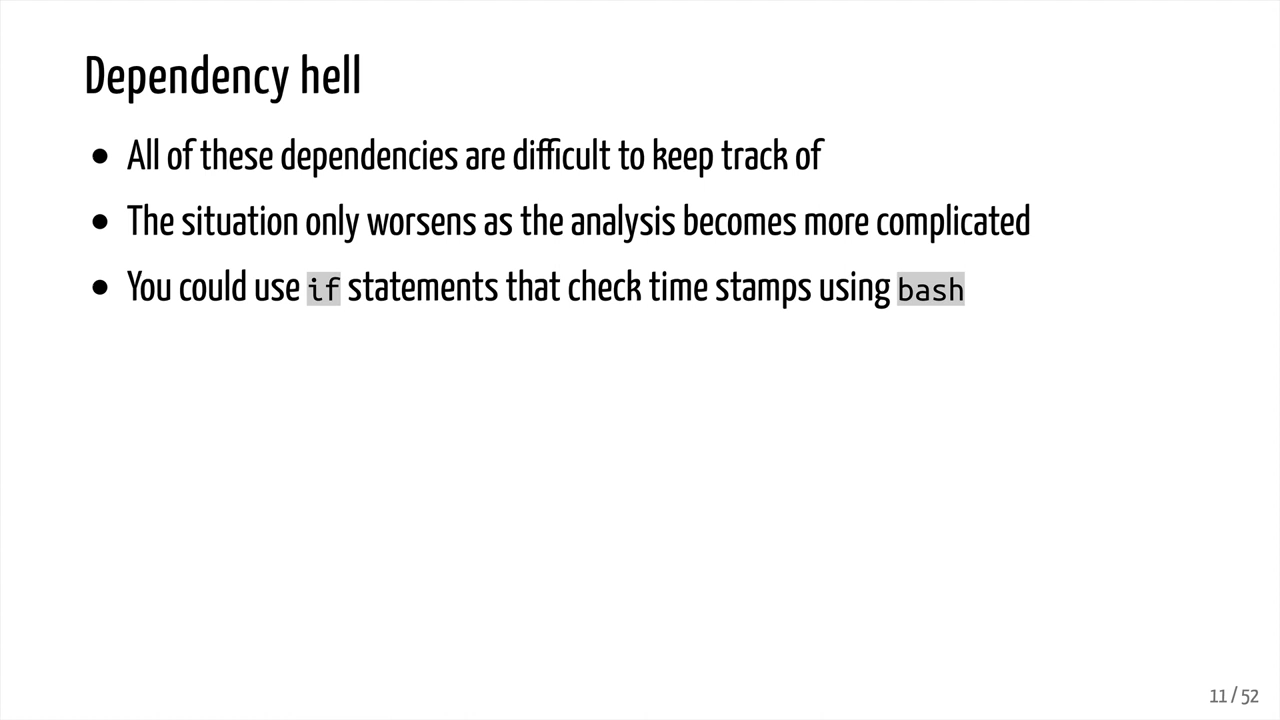 Dependency hell
• All of these dependencies are difficult to keep track of
• The situation only worsens as the analysis becomes more complicated
• You could use if statements that check time stamps using bash
11 / 52